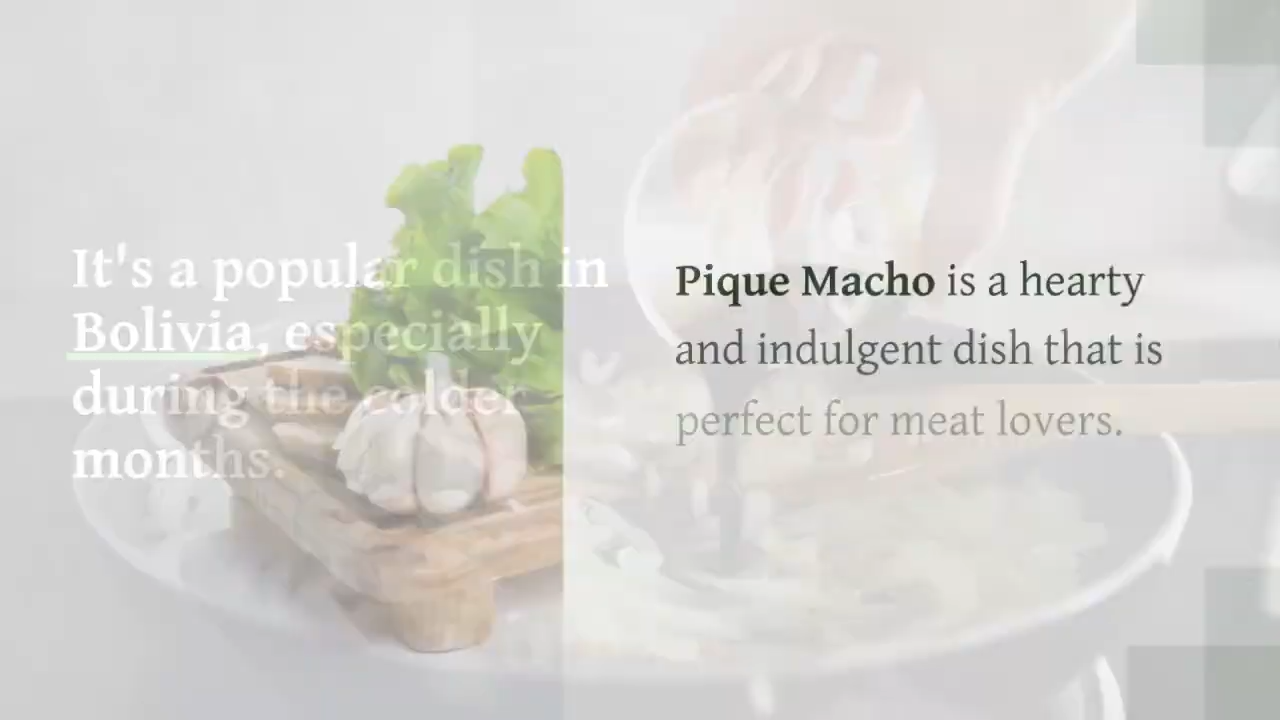 It's a popular dish in
Bolivia, especially
during the colder
months.
Pique Macho is a hearty
and indulgent dish that is
perfect for meat lovers.